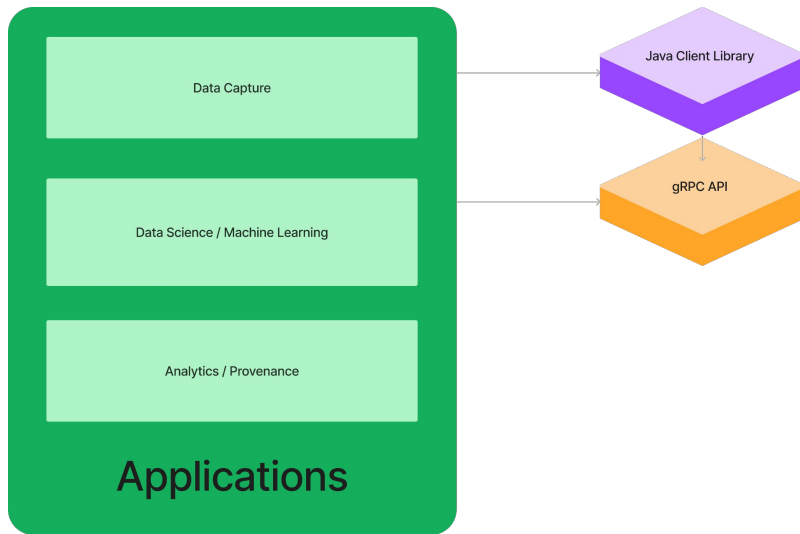 Data Capture
Java Client Library
gRPC API
Data Science / Machine Learning
Analytics / Provenance
Applications